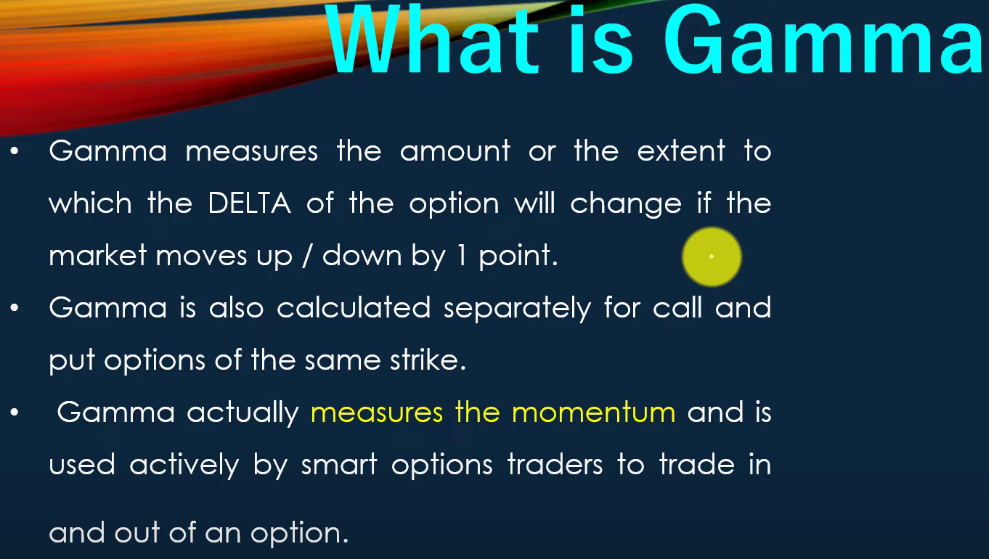 What is Gamma
• Gamma measures the amount or the extent to
which the DELTA of the option will change if the
market moves up / down by 1 point.
• Gamma is also calculated separately for call and
put options of the same strike.
• Gamma actually measures the momentum and is
used actively by smart options traders to trade in
and out of an option.